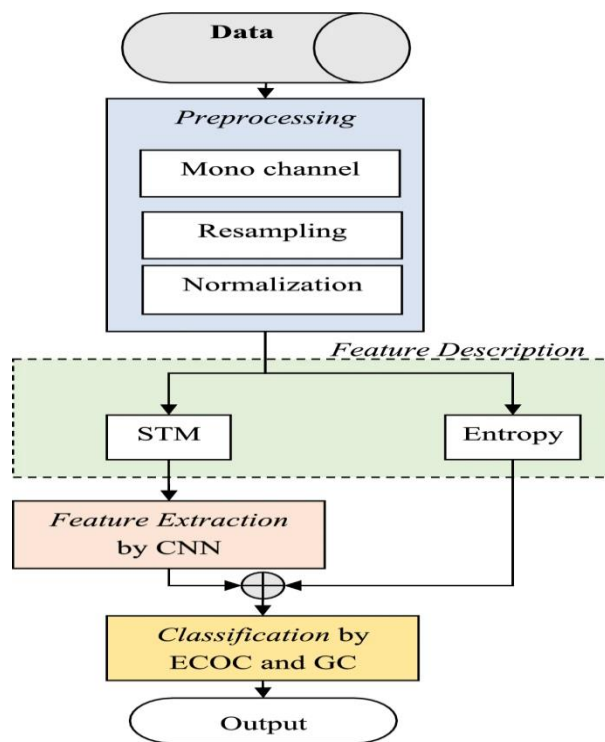 Data
Preprocessing
Mono channel
Resampling
Normalization
Feature Description
STM
Entropy
Feature Extraction
by CNN
Classification by
ECOC and GC
Output